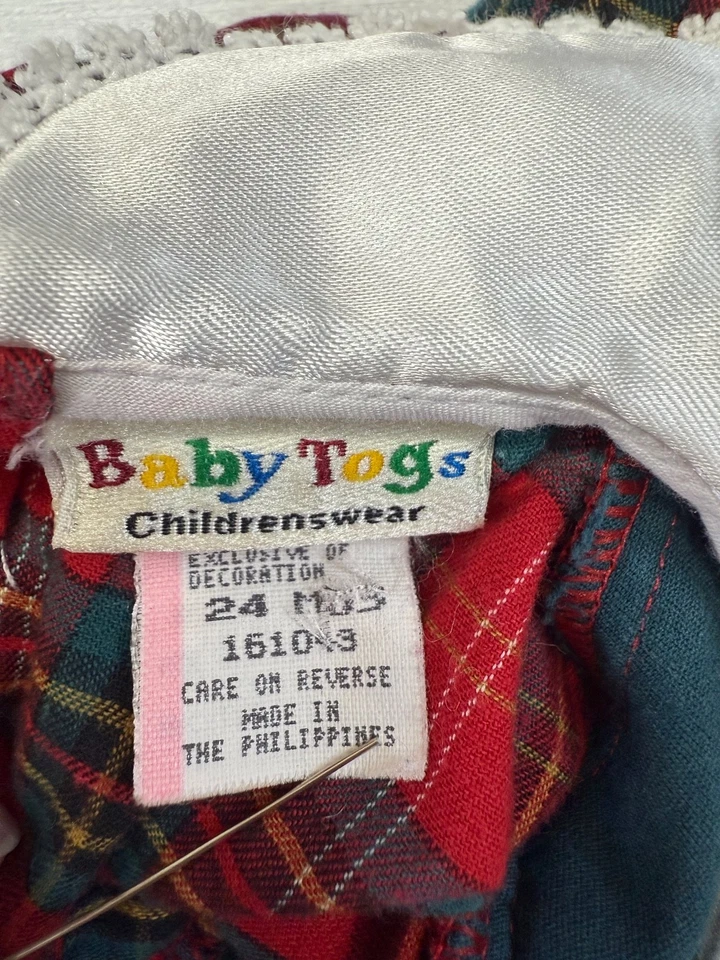 Baby Togs
Childrenswear
EXCLUSIVE OF
DECORATION
24 MOS
CARE ON REVERSE
MADE IN
THE PHILIPPINES